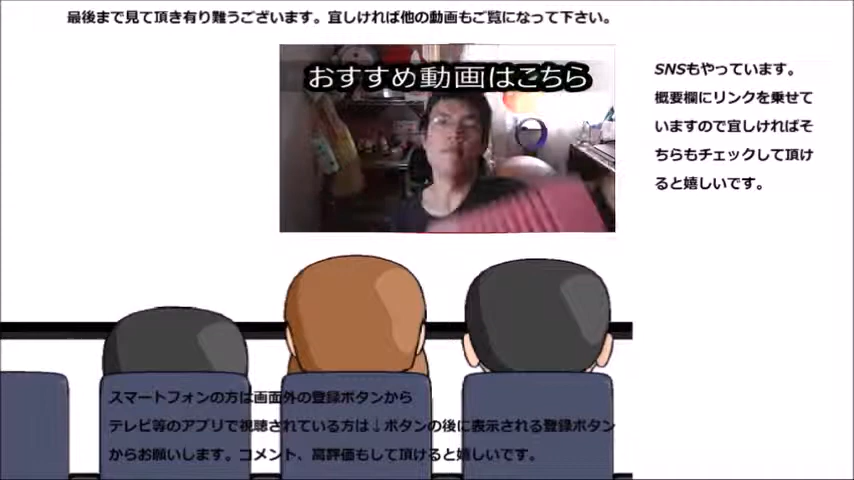 最後まで見て頂き有り難うございます。宜しければ他の動画もご覧になって下さい。
おすすめ動画はこちら
SNSもやっています。
概要欄にリンクを乗せて
いますので宜しければそ
ちらもチェックして頂け
ると嬉しいです。
スマートフォンの方は画面外の登録ボタンから
テレビ等のアプリで視聴されている方は↓ボタンの後に表示される登録ボタン
からお願いします。コメント、高評価もして頂けると嬉しいです。